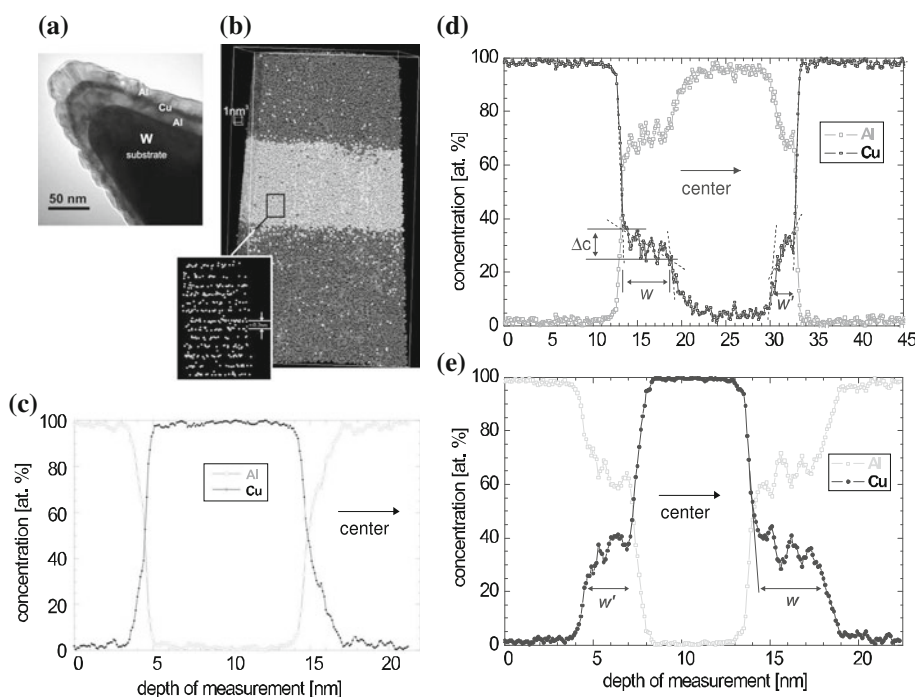 (a)
Al
Cu
Al
W
substrate
50 nm
(b)
1nm³
(c)
concentration [at. %]
100
80
60
40
20
0
Al
Cu
center
0 5 10 15 20
depth of measurement [nm]
(d)
concentration [at. %]
100
80
60
40
20
0
Δc
w
w'
center
Al
Cu
0 5 10 15 20 25 30 35 40 45
(e)
concentration [at. %]
100
80
60
40
20
0
w'
center
w
Al
Cu
0 5 10 15 20
depth of measurement [nm]